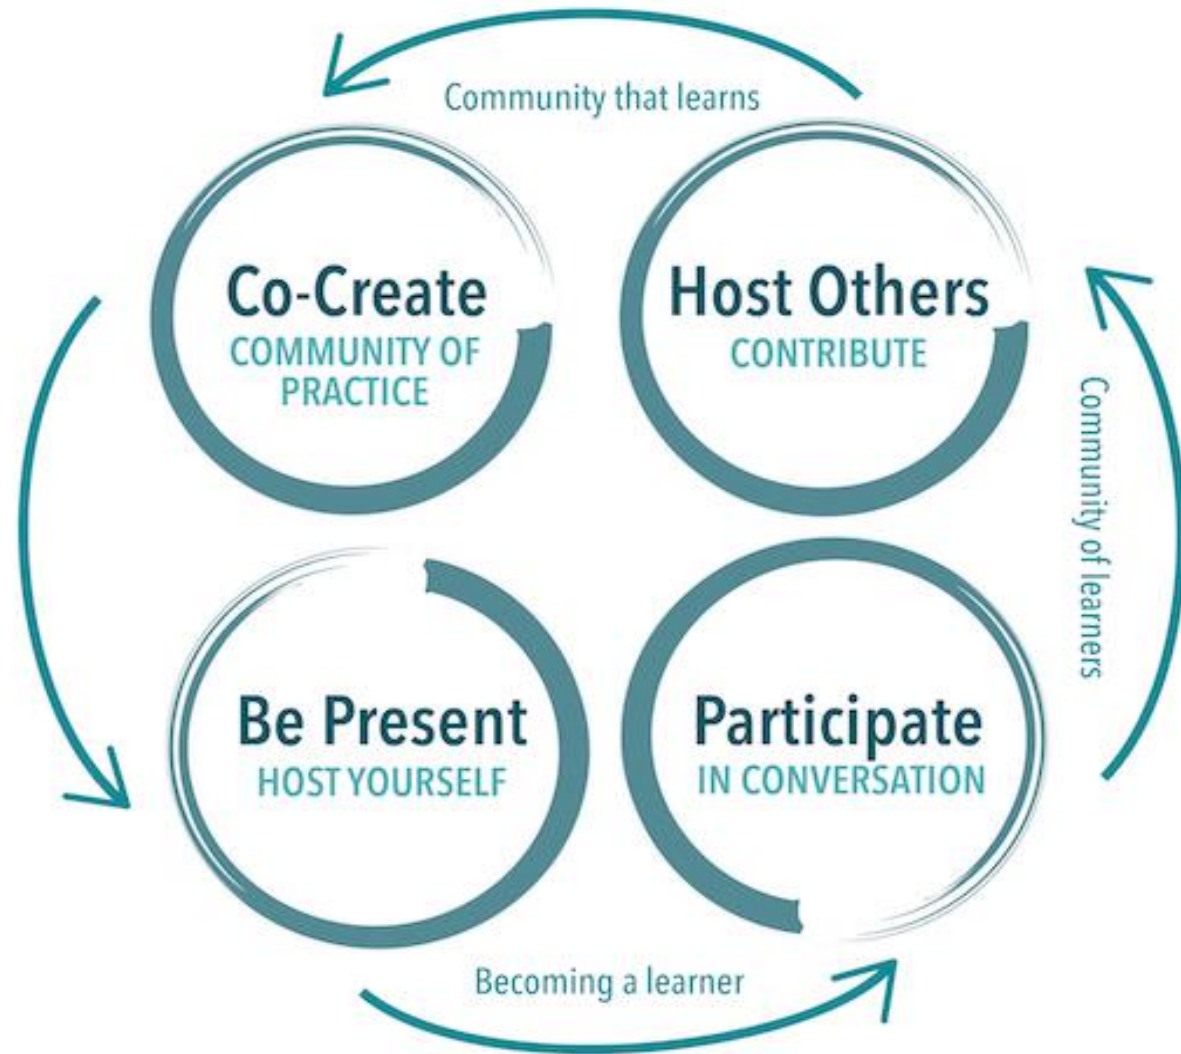 Community that learns
Co-Create
COMMUNITY OF
PRACTICE
Host Others
CONTRIBUTE
Community of learners
Be Present
HOST YOURSELF
Participate
IN CONVERSATION
Becoming a learner